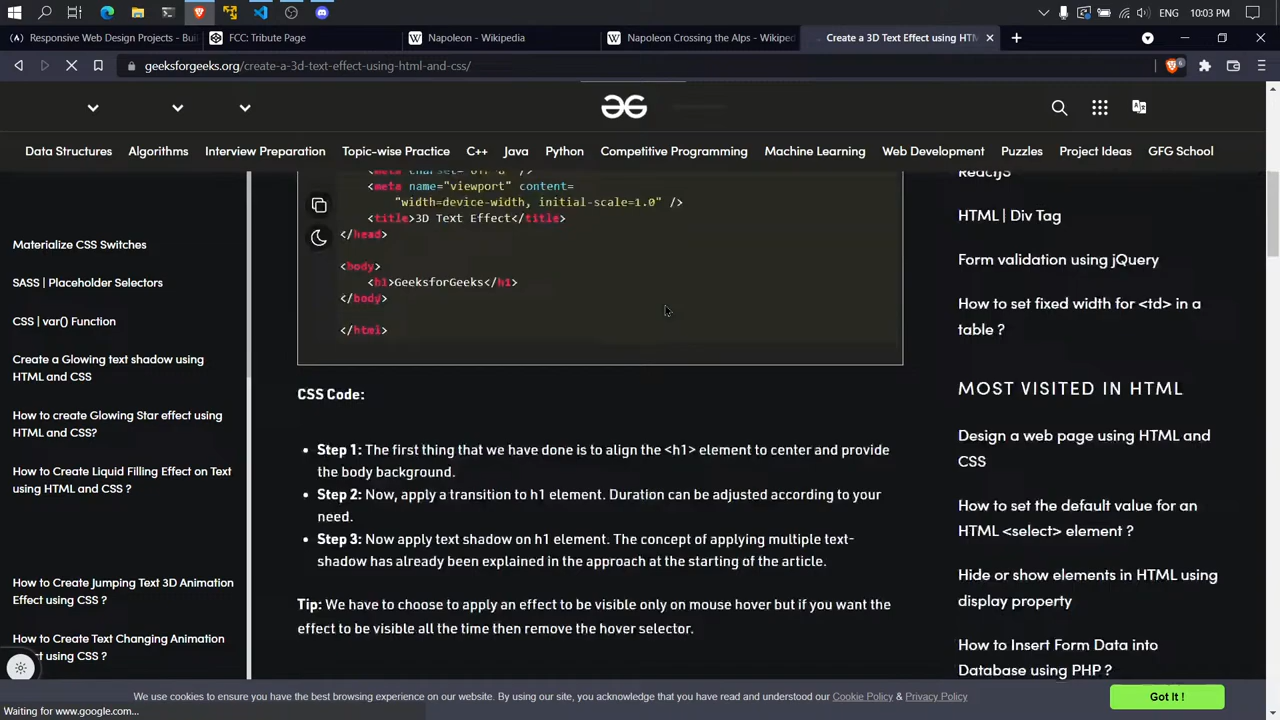 ENG 10:03 PM
Responsive Web Design Projects - Buil
FCC: Tribute Page
Napoleon - Wikipedia
Napoleon Crossing the Alps - Wikiped
Create a 3D Text Effect using HTM
geeksforgeeks.org/create-a-3d-text-effect-using-html-and-css/
6
Data Structures Algorithms Interview Preparation Topic-wise Practice C++ Java Python Competitive Programming Machine Learning Web Development Puzzles Project Ideas GFG School
Materialize CSS Switches
SASS | Placeholder Selectors
CSS | var() Function
Create a Glowing text shadow using
HTML and CSS
How to create Glowing Star effect using
HTML and CSS?
How to Create Liquid Filling Effect on Text
using HTML and CSS ?
How to Create Jumping Text 3D Animation
Effect using CSS ?
How to Create Text Changing Animation
ect using CSS ?
<meta name="viewport" content=
"width=device-width, initial-scale=1.0" />
<title>3D Text Effect</title>
</head>
<body>
<h1>GeeksforGeeks</h1>
</body>
</html>
CSS Code:
• Step 1: The first thing that we have done is to align the <h1> element to center and provide
the body background.
• Step 2: Now, apply a transition to h1 element. Duration can be adjusted according to your
need.
• Step 3: Now apply text shadow on h1 element. The concept of applying multiple text-
shadow has already been explained in the approach at the starting of the article.
Tip: We have to choose to apply an effect to be visible only on mouse hover but if you want the
effect to be visible all the time then remove the hover selector.
ReactJS
HTML | Div Tag
Form validation using jQuery
How to set fixed width for <td> in a
table ?
MOST VISITED IN HTML
Design a web page using HTML and
CSS
How to set the default value for an
HTML <select> element ?
Hide or show elements in HTML using
display property
How to Insert Form Data into
Database using PHP ?
We use cookies to ensure you have the best browsing experience on our website. By using our site, you acknowledge that you have read and understood our Cookie Policy & Privacy Policy
Got It !
Waiting for www.google.com...